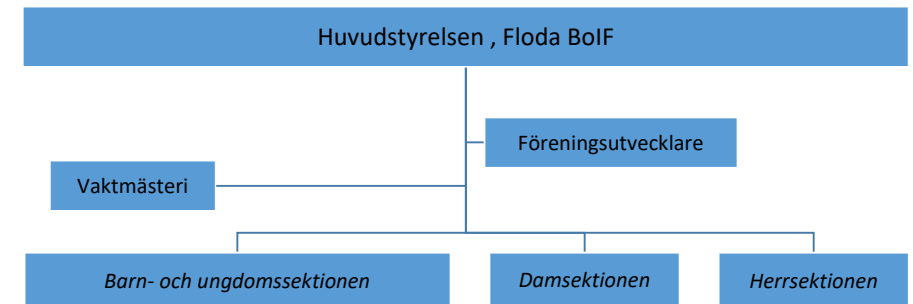 Huvudstyrelsen , Floda BoIF
Föreningsutvecklare
Vaktmästeri
Barn- och ungdomssektionen
Damsektionen
Herrsektionen